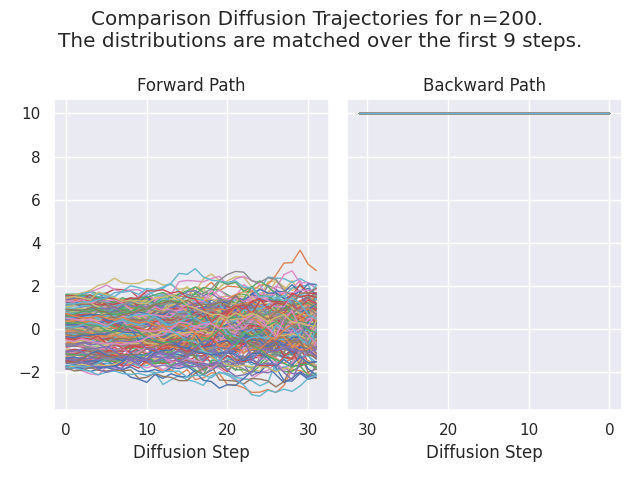 Comparison Diffusion Trajectories for n=200.
The distributions are matched over the first 9 steps.
Forward Path
Backward Path
10
8
6
4
2
0
−2
0 10 20 30
30 20 10 0
Diffusion Step
Diffusion Step